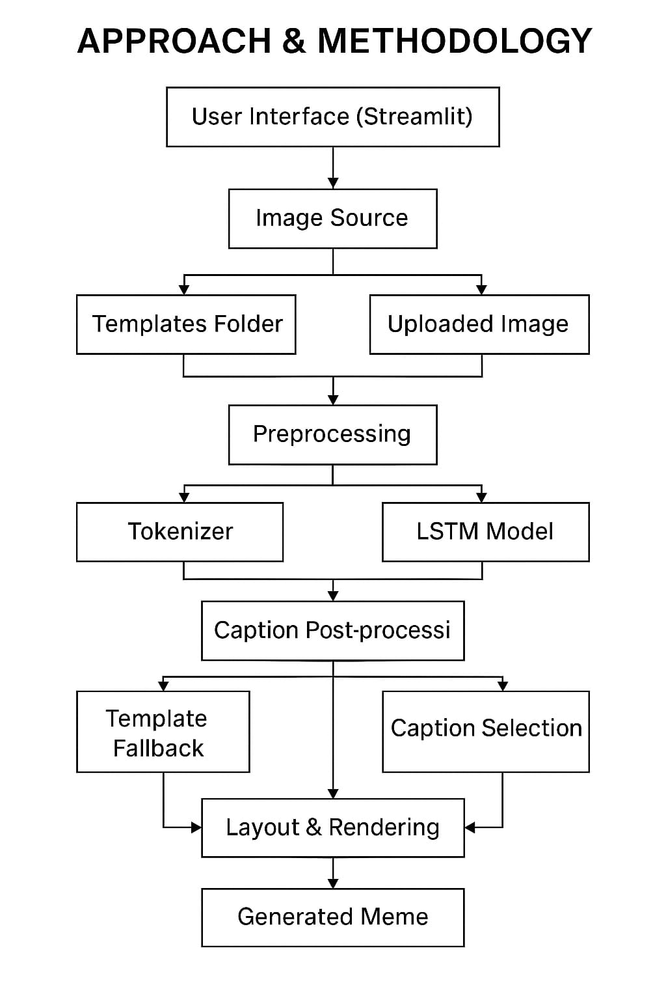 APPROACH & METHODOLOGY
User Interface (Streamlit)
Image Source
Templates Folder
Uploaded Image
Preprocessing
Tokenizer
LSTM Model
Caption Post-processi
Template
Fallback
Caption Selection
Layout & Rendering
Generated Meme